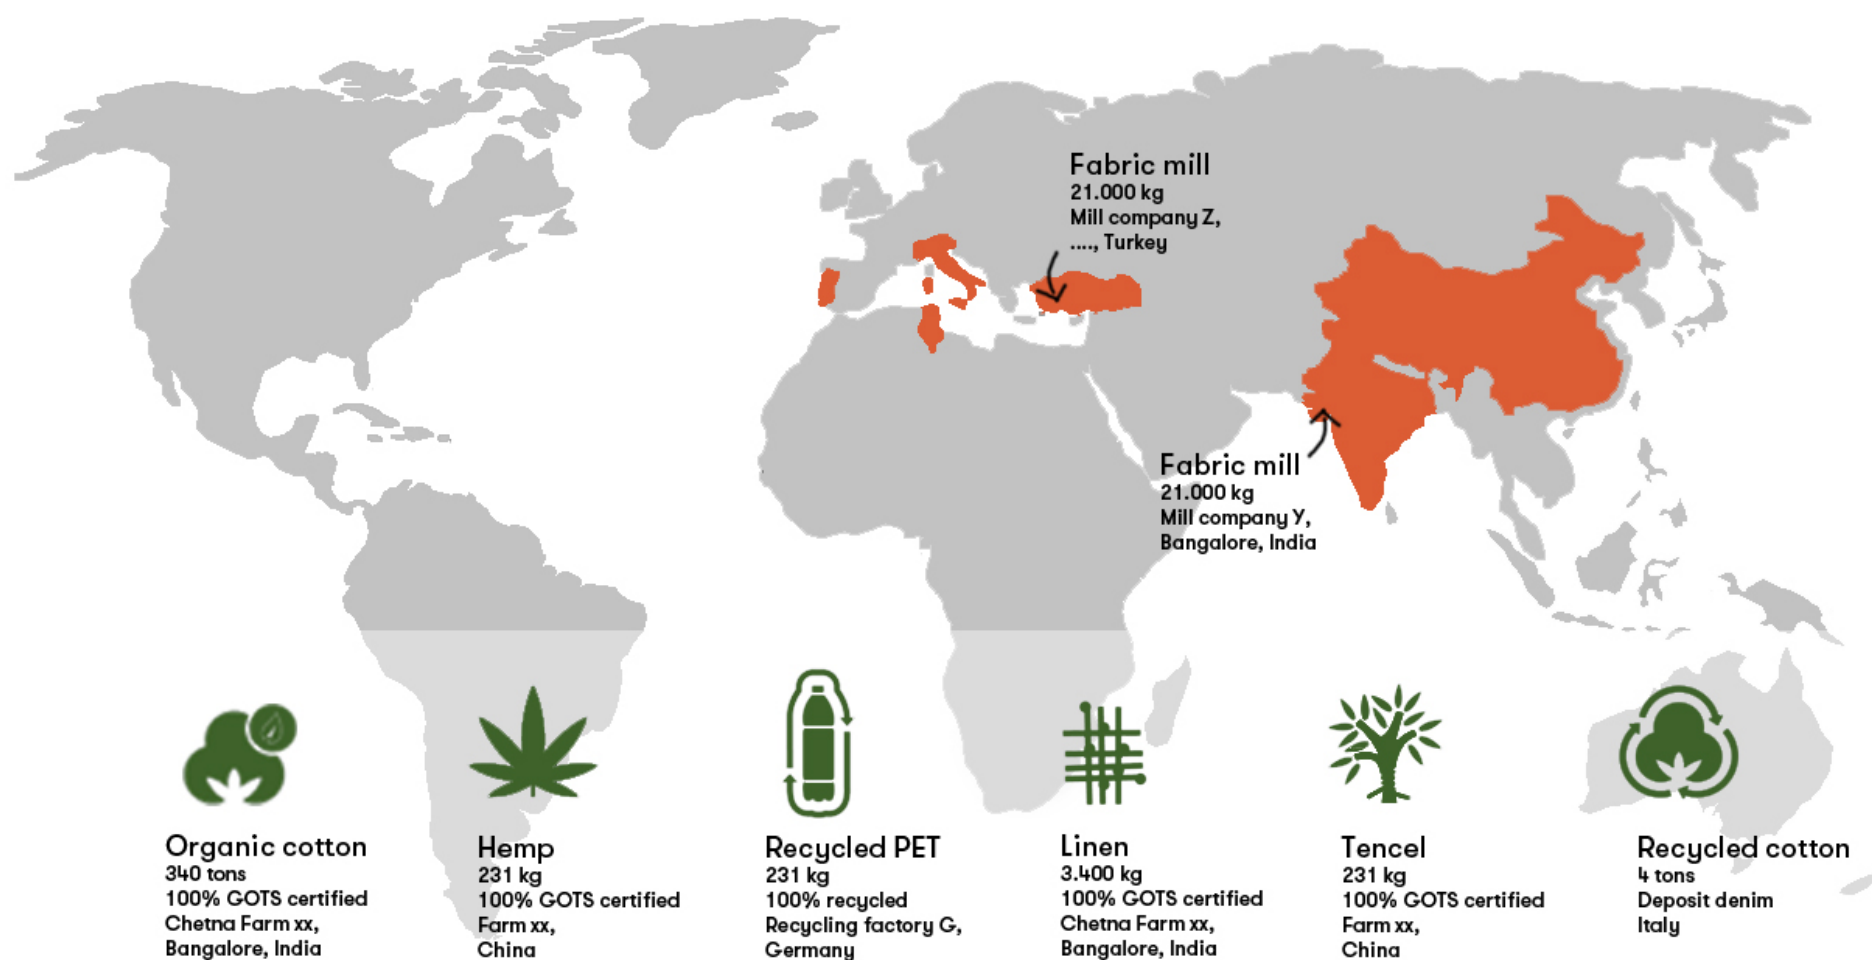 Fabric mill
21.000 kg
Mill company Z,
...., Turkey
Fabric mill
21.000 kg
Mill company Y,
Bangalore, India
Organic cotton
340 tons
100% GOTS certified
Chetna Farm xx,
Bangalore, India
Hemp
231 kg
100% GOTS certified
Farm xx,
China
Recycled PET
231 kg
100% recycled
Recycling factory G,
Germany
Linen
3.400 kg
100% GOTS certified
Chetna Farm xx,
Bangalore, India
Tencel
231 kg
100% GOTS certified
Farm xx,
China
Recycled cotton
4 tons
Deposit denim
Italy